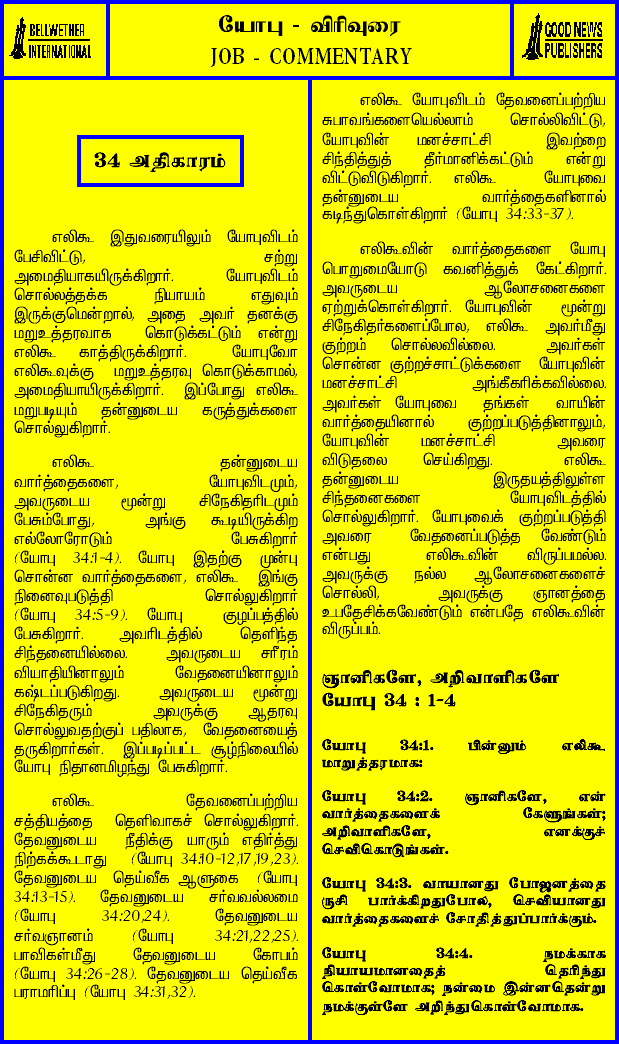 BELLWETHER
INTERNATIONAL
யோபு - விரிவுரை
JOB - COMMENTARY
GOOD NEWS
PUBLISHERS
34 அதிகாரம்
எலிகூ இதுவரையிலும் யோபுவிடம்
பேசிவிட்டு, சற்று
அமைதியாகயிருக்கிறார். யோபுவிடம்
சொல்லத்தக்க நியாயம் எதுவும்
இருக்குமென்றால், அதை அவர் தனக்கு
மறுஉத்தரவாக கொடுக்கட்டும் என்று
எலிகூ காத்திருக்கிறார். யோபுவோ
எலிகூவுக்கு மறுஉத்தரவு கொடுக்காமல்,
அமைதியாயிருக்கிறார். இப்போது எலிகூ
மறுபடியும் தன்னுடைய கருத்துக்களை
சொல்லுகிறார்.
எலிகூ தன்னுடைய
வார்த்தைகளை, யோபுவிடமும்,
அவருடைய மூன்று சிநேகிதரிடமும்
பேசும்போது, அங்கு கூடியிருக்கிற
எல்லோரோடும் பேசுகிறார்
(யோபு 34:1-4). யோபு இதற்கு முன்பு
சொன்ன வார்த்தைகளை, எலிகூ இங்கு
நினைவுபடுத்தி சொல்லுகிறார்
(யோபு 34:5-9). யோபு குழப்பத்தில்
பேசுகிறார். அவரிடத்தில் தெளிந்த
சிந்தனையில்லை. அவருடைய சரீரம்
வியாதியினாலும் வேதனையினாலும்
கஷ்டப்படுகிறது. அவருடைய மூன்று
சிநேகிதரும் அவருக்கு ஆதரவு
சொல்லுவதற்குப் பதிலாக, வேதனையைத்
தருகிறார்கள். இப்படிப்பட்ட சூழ்நிலையில்
யோபு நிதானமிழந்து பேசுகிறார்.
எலிகூ தேவனைப்பற்றிய
சத்தியத்தை தெளிவாகச் சொல்லுகிறார்.
தேவனுடைய நீதிக்கு யாரும் எதிர்த்து
நிற்கக்கூடாது (யோபு 34:10-12,17,19,23).
தேவனுடைய தெய்வீக ஆளுகை (யோபு
34:13-15). தேவனுடைய சர்வவல்லமை
(யோபு 34:20,24). தேவனுடைய
சர்வஞானம் (யோபு 34:21,22,25).
பாவிகள்மீது தேவனுடைய கோபம்
(யோபு 34:26-28). தேவனுடைய தெய்வீக
பராமரிப்பு (யோபு 34:31,32).
எலிகூ யோபுவிடம் தேவனைப்பற்றிய
சுபாவங்களையெல்லாம் சொல்லிவிட்டு,
யோபுவின் மனச்சாட்சி இவற்றை
சிந்தித்துத் தீர்மானிக்கட்டும் என்று
விட்டுவிடுகிறார். எலிகூ யோபுவை
தன்னுடைய வார்த்தைகளினால்
கடிந்துகொள்கிறார் (யோபு 34:33-37).
எலிகூவின் வார்த்தைகளை யோபு
பொறுமையோடு கவனித்துக் கேட்கிறார்.
அவருடைய ஆலோசனைகளை
ஏற்றுக்கொள்கிறார். யோபுவின் மூன்று
சிநேகிதர்களைப்போல, எலிகூ அவர்மீது
குற்றம் சொல்லவில்லை. அவர்கள்
சொன்ன குற்றச்சாட்டுக்களை யோபுவின்
மனச்சாட்சி அங்கீகரிக்கவில்லை.
அவர்கள் யோபுவை தங்கள் வாயின்
வார்த்தையினால் குற்றப்படுத்தினாலும்,
யோபுவின் மனச்சாட்சி அவரை
விடுதலை செய்கிறது. எலிகூ
தன்னுடைய இருதயத்திலுள்ள
சிந்தனைகளை யோபுவிடத்தில்
சொல்லுகிறார். யோபுவைக் குற்றப்படுத்தி
அவரை வேதனைப்படுத்த வேண்டும்
என்பது எலிகூவின் விருப்பமல்ல.
அவருக்கு நல்ல ஆலோசனைகளைச்
சொல்லி, அவருக்கு ஞானத்தை
உபதேசிக்கவேண்டும் என்பதே எலிகூவின்
விருப்பம்.
ஞானிகளே, அறிவாளிகளே
யோபு 34 : 1-4
யோபு 34:1. பின்னும் எலிகூ
மாறுத்தரமாக:
யோபு 34:2. ஞானிகளே, என்
வார்த்தைகளைக் கேளுங்கள்;
அறிவாளிகளே, எனக்குச்
செவிகொடுங்கள்.
யோபு 34:3. வாயானது போஜனத்தை
ருசி பார்க்கிறதுபோல, செவியானது
வார்த்தைகளைச் சோதித்துப்பார்க்கும்.
யோபு 34:4. நமக்காக
நியாயமானதைத் தெரிந்து
கொள்வோமாக; நன்மை இன்னதென்று
நமக்குள்ளே அறிந்துகொள்வோமாக.